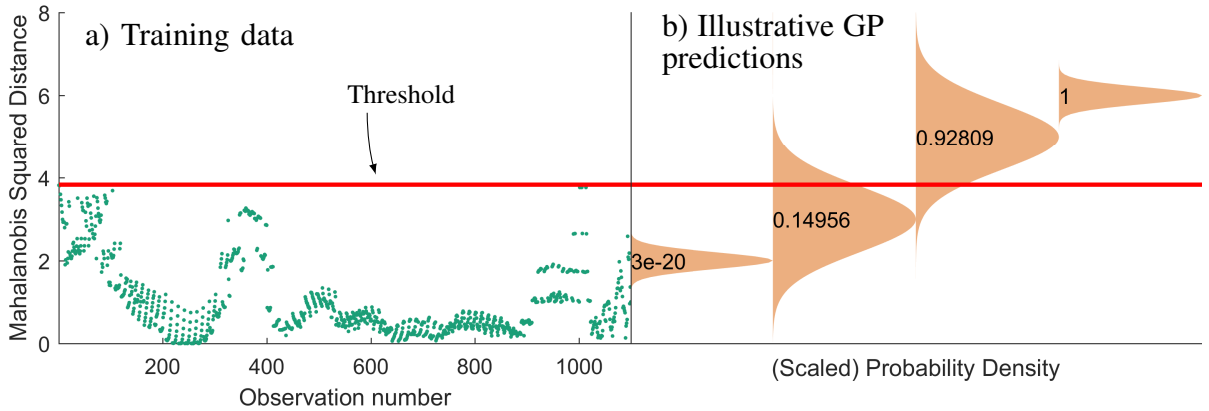 a) Training data
b) Illustrative GP
predictions
Threshold
Mahalanobis Squared Distance
8
6
4
2
0
200
400
600
800
1000
Observation number
3e-20
0.14956
0.92809
1
(Scaled) Probability Density